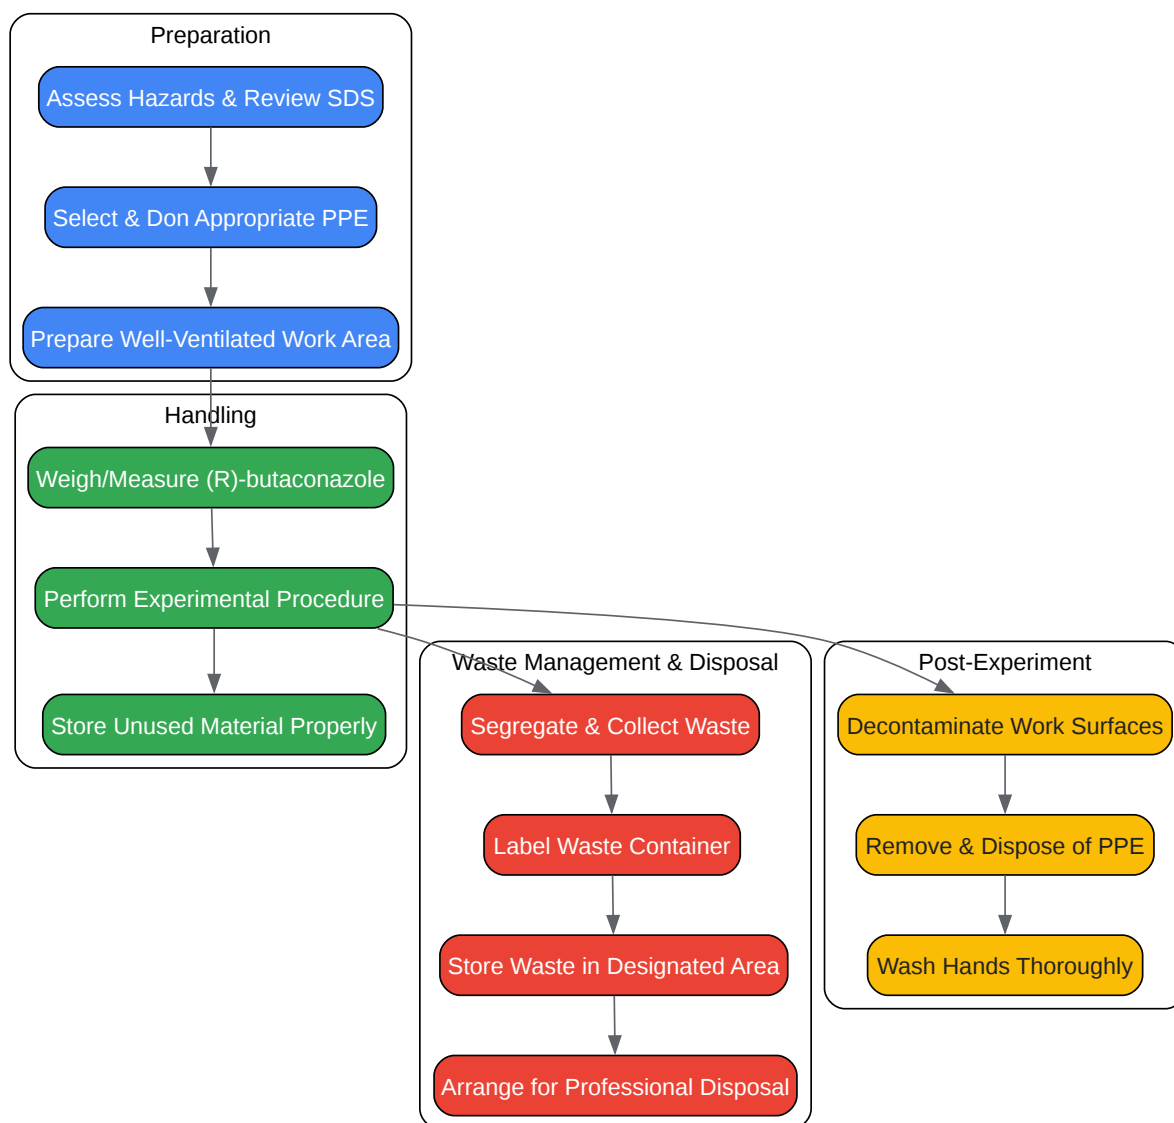 Preparation
Assess Hazards & Review SDS
Select & Don Appropriate PPE
Prepare Well-Ventilated Work Area
Handling
Weigh/Measure (R)-butaconazole
Perform Experimental Procedure
Store Unused Material Properly
Waste Management & Disposal
Segregate & Collect Waste
Label Waste Container
Store Waste in Designated Area
Arrange for Professional Disposal
Post-Experiment
Decontaminate Work Surfaces
Remove & Dispose of PPE
Wash Hands Thoroughly